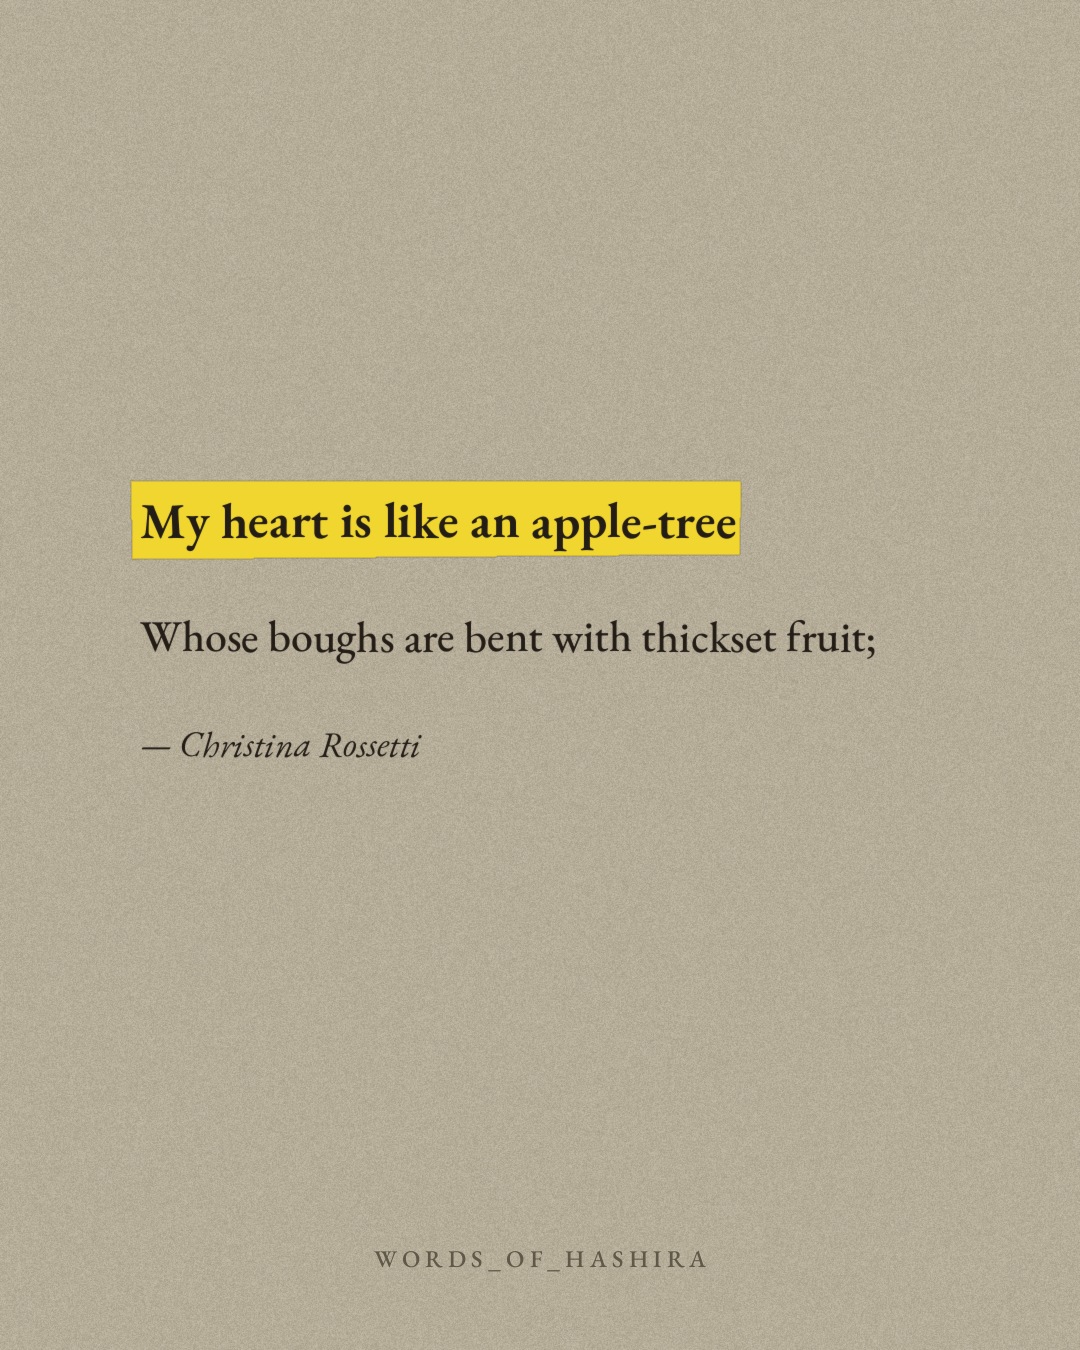 My heart is like an apple-tree
Whose boughs are bent with thickset fruit;
— Christina Rossetti
WORDS_OF_HASHIRA